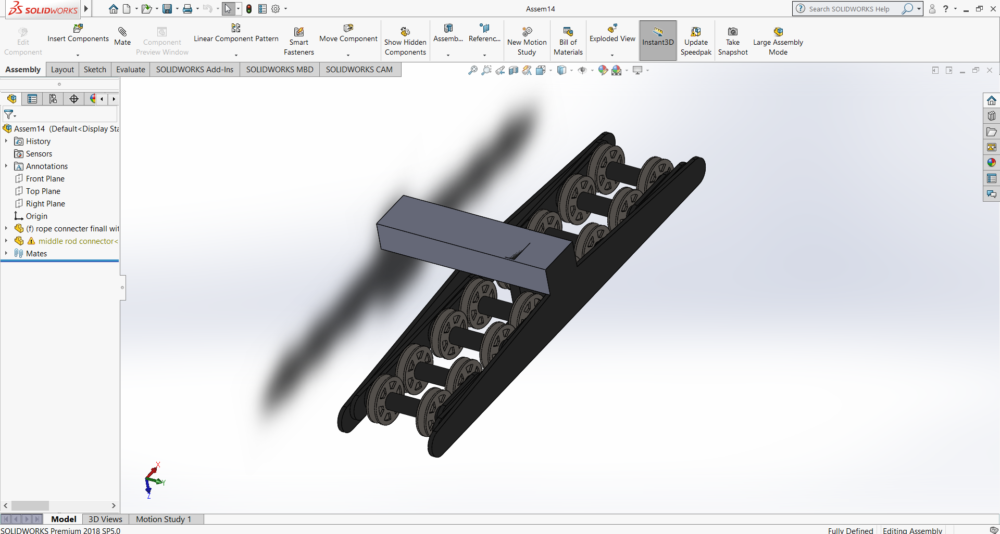 SOLIDWORKS
Assem14
Search SOLIDWORKS Help
Edit Component
Insert Components
Mate
Component Preview Window
Linear Component Pattern
Smart Fasteners
Move Component
Show Hidden Components
Assemb...
Referenc...
New Motion Study
Bill of Materials
Exploded View
Instant3D
Update Speedpak
Take Snapshot
Large Assembly Mode
Assembly
Layout
Sketch
Evaluate
SOLIDWORKS Add-Ins
SOLIDWORKS MBD
SOLIDWORKS CAM
Assem14 (Default<Display Sta
History
Sensors
Annotations
Front Plane
Top Plane
Right Plane
Origin
(f) rope connecter finall wit
middle rod connector<
Mates
X
Y
Z
Model
3D Views
Motion Study 1
SOLIDWORKS Premium 2018 SP5.0
Fully Defined
Editing Assembly